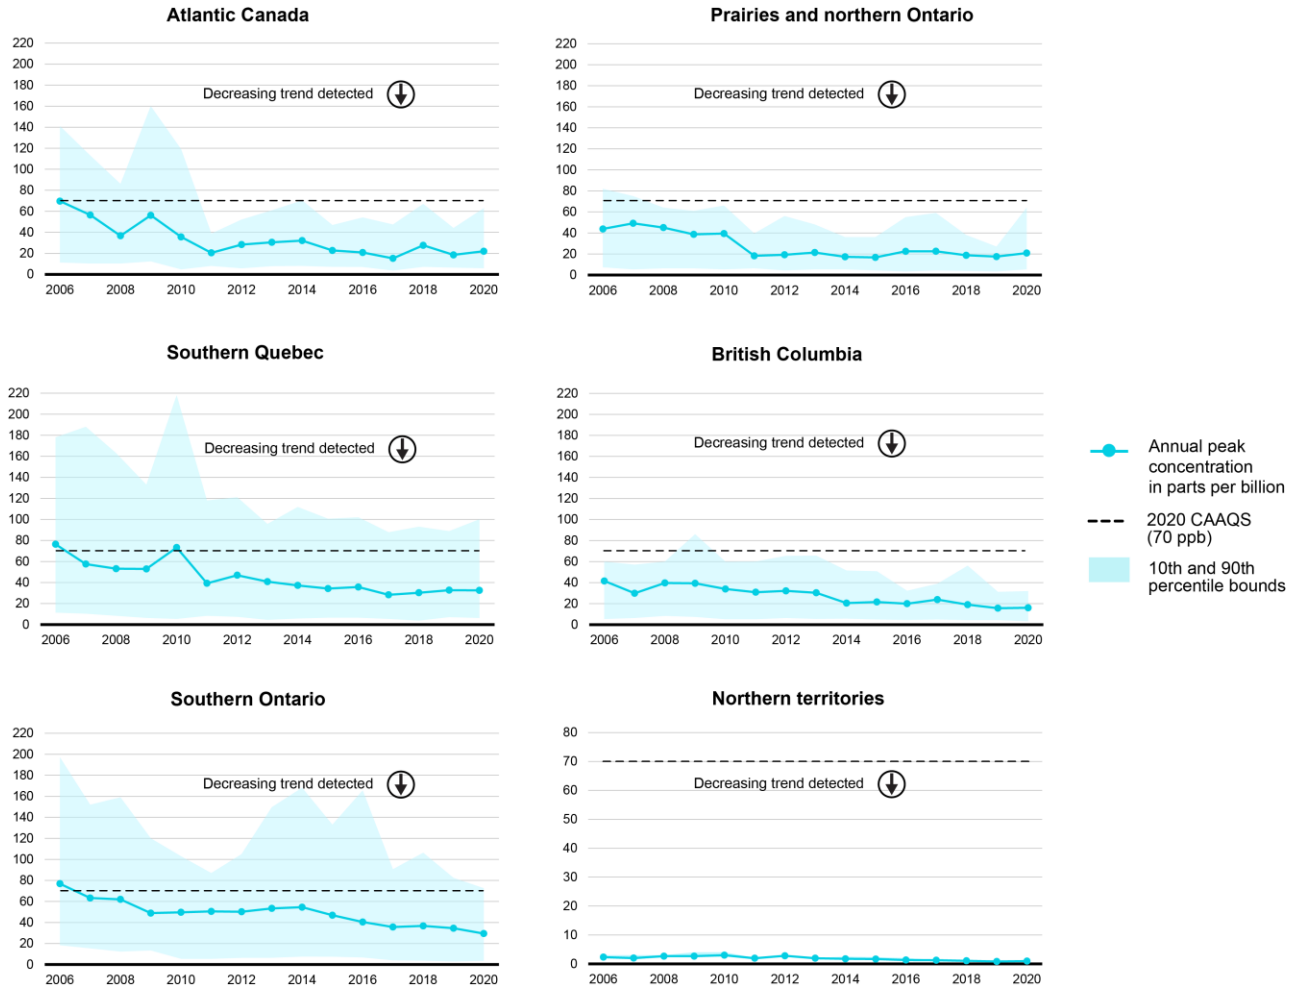 Atlantic Canada
220
200
180
160
140
120
100
80
60
40
20
0
Decreasing trend detected
2006 2008 2010 2012 2014 2016 2018 2020
Prairies and northern Ontario
220
200
180
160
140
120
100
80
60
40
20
0
Decreasing trend detected
2006 2008 2010 2012 2014 2016 2018 2020
Southern Quebec
220
200
180
160
140
120
100
80
60
40
20
0
Decreasing trend detected
2006 2008 2010 2012 2014 2016 2018 2020
British Columbia
220
200
180
160
140
120
100
80
60
40
20
0
Decreasing trend detected
2006 2008 2010 2012 2014 2016 2018 2020
Annual peak
concentration
in parts per billion
2020 CAAQS
(70 ppb)
10th and 90th
percentile bounds
Southern Ontario
220
200
180
160
140
120
100
80
60
40
20
0
Decreasing trend detected
2006 2008 2010 2012 2014 2016 2018 2020
Northern territories
80
70
60
50
40
30
20
10
0
Decreasing trend detected
2006 2008 2010 2012 2014 2016 2018 2020